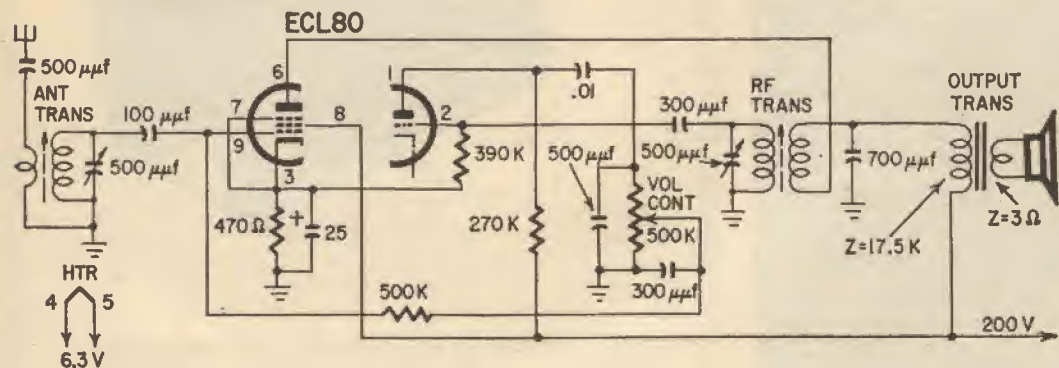 ECL80
500 μμf
ANT
TRANS
100 μμf
500 μμf
6
7
8
9
3
1
2
470 Ω
+
25
390 K
270 K
.01
500 μμf
VOL
CONT
500 K
300 μμf
500 K
300 μμf
500 μμf
RF
TRANS
700 μμf
OUTPUT
TRANS
Z=17.5 K
Z=3 Ω
200 V
HTR
4
5
6.3 V